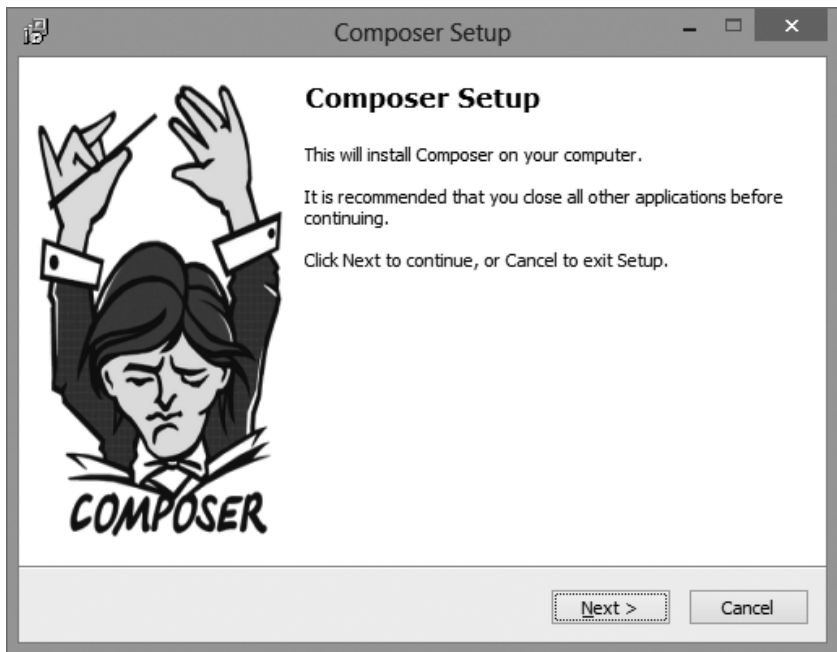 Composer Setup
Composer Setup
This will install Composer on your computer.
It is recommended that you close all other applications before
continuing.
Click Next to continue, or Cancel to exit Setup.
COMPOSER
Next >
Cancel